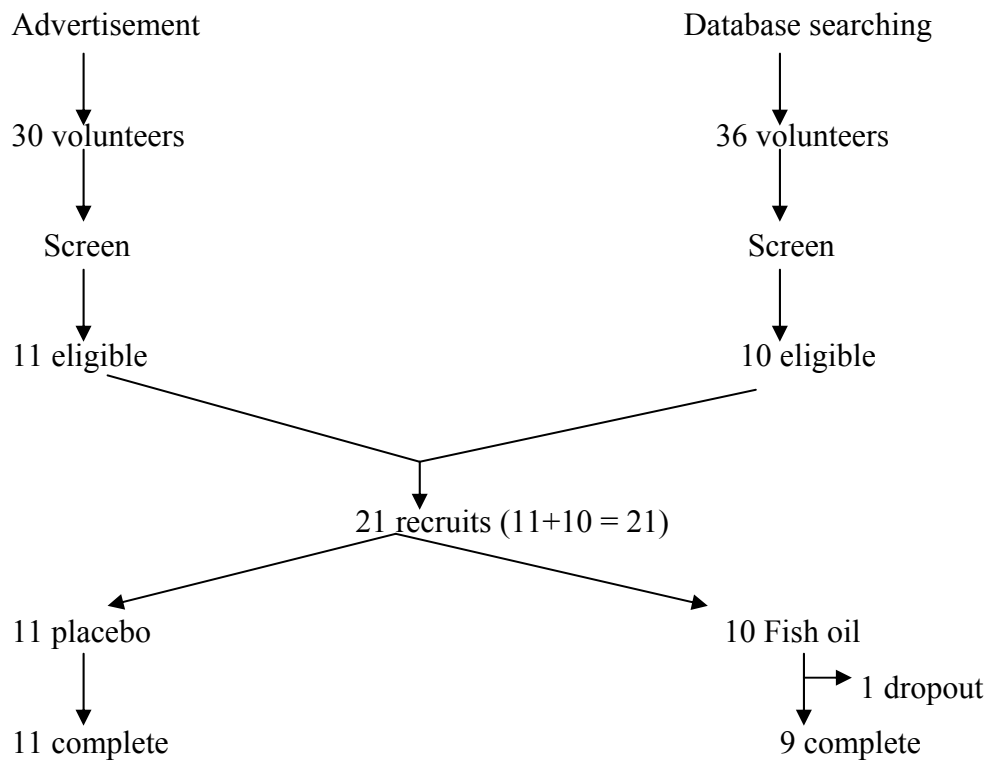 Advertisement
Database searching
30 volunteers
36 volunteers
Screen
Screen
11 eligible
10 eligible
21 recruits (11+10 = 21)
11 placebo
10 Fish oil
1 dropout
11 complete
9 complete